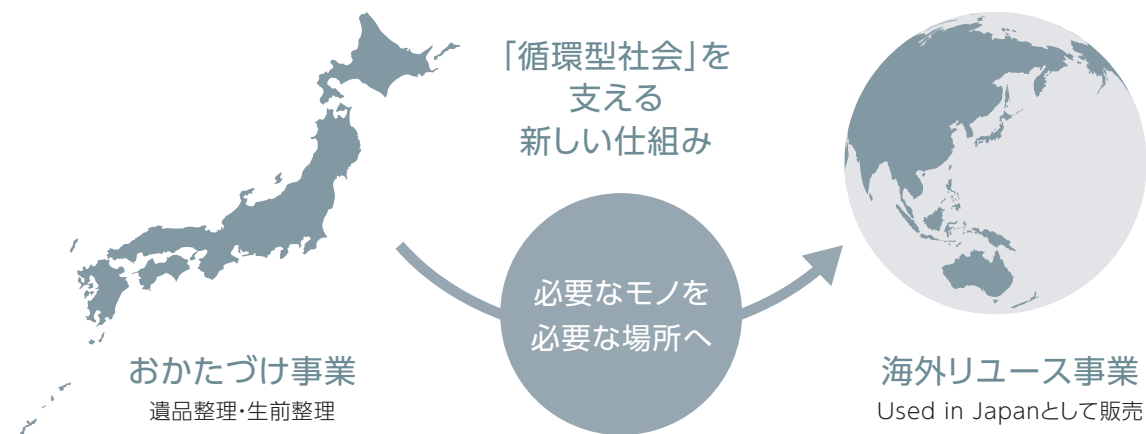 「循環型社会」を
支える
新しい仕組み
必要なモノを
必要な場所へ
おかたづけ事業
遺品整理・生前整理
海外リユース事業
Used in Japanとして販売